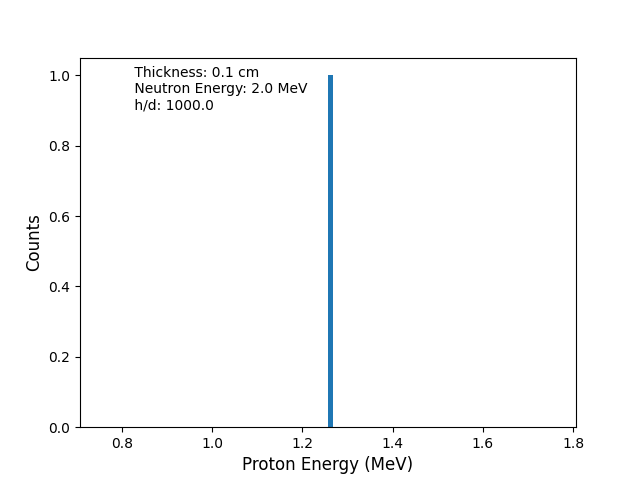 Thickness: 0.1 cm
Neutron Energy: 2.0 MeV
h/d: 1000.0
1.0
0.8
0.6
0.4
0.2
0.0
Counts
0.8 1.0 1.2 1.4 1.6 1.8
Proton Energy (MeV)